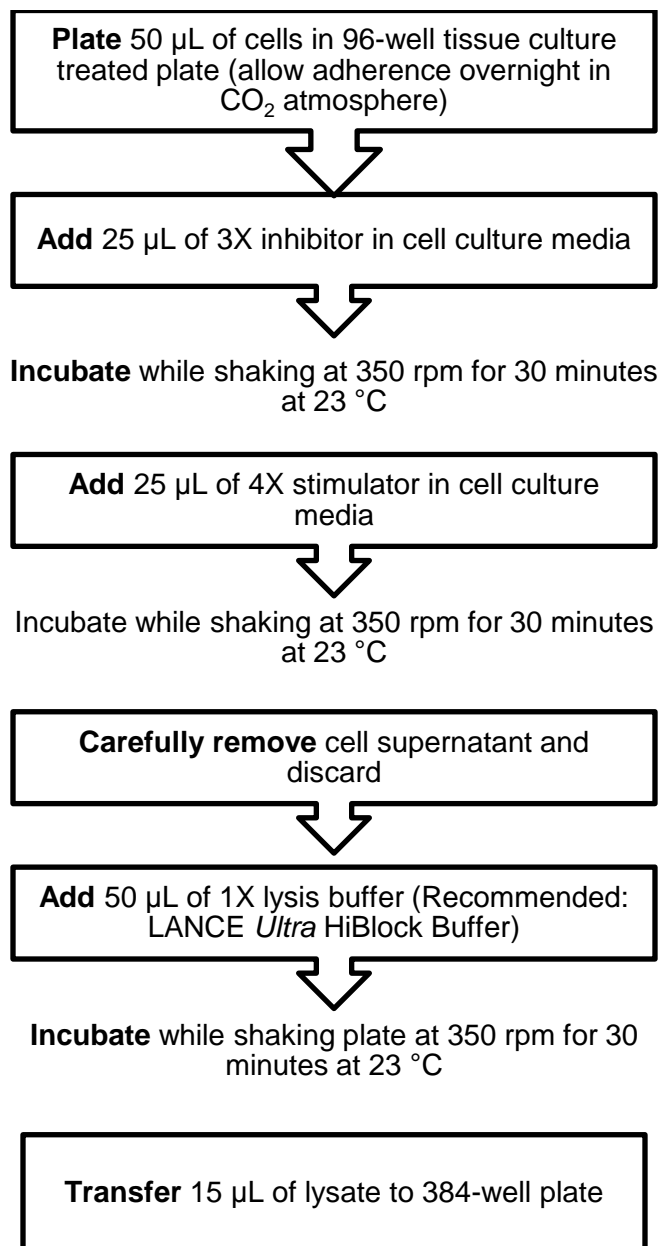 Plate 50 µL of cells in 96-well tissue culture
treated plate (allow adherence overnight in
CO2 atmosphere)
Add 25 µL of 3X inhibitor in cell culture media
Incubate while shaking at 350 rpm for 30 minutes
at 23 °C
Add 25 µL of 4X stimulator in cell culture
media
Incubate while shaking at 350 rpm for 30 minutes
at 23 °C
Carefully remove cell supernatant and
discard
Add 50 µL of 1X lysis buffer (Recommended:
LANCE Ultra HiBlock Buffer)
Incubate while shaking plate at 350 rpm for 30
minutes at 23 °C
Transfer 15 µL of lysate to 384-well plate